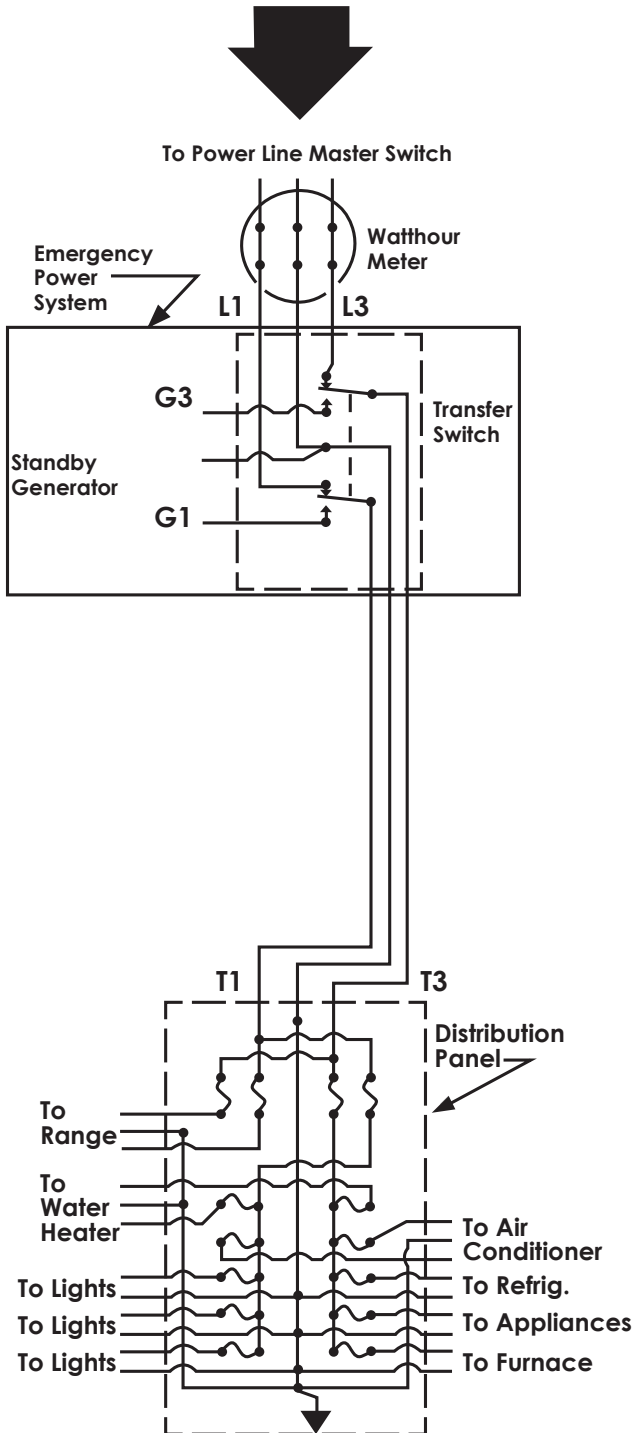 To Power Line Master Switch
Watthour
Meter
Emergency
Power
System
L1
L3
G3
Transfer
Switch
Standby
Generator
G1
T1
T3
Distribution
Panel
To
Range
To
Water
Heater
To Air
Conditioner
To Lights
To Refrig.
To Lights
To Appliances
To Lights
To Furnace